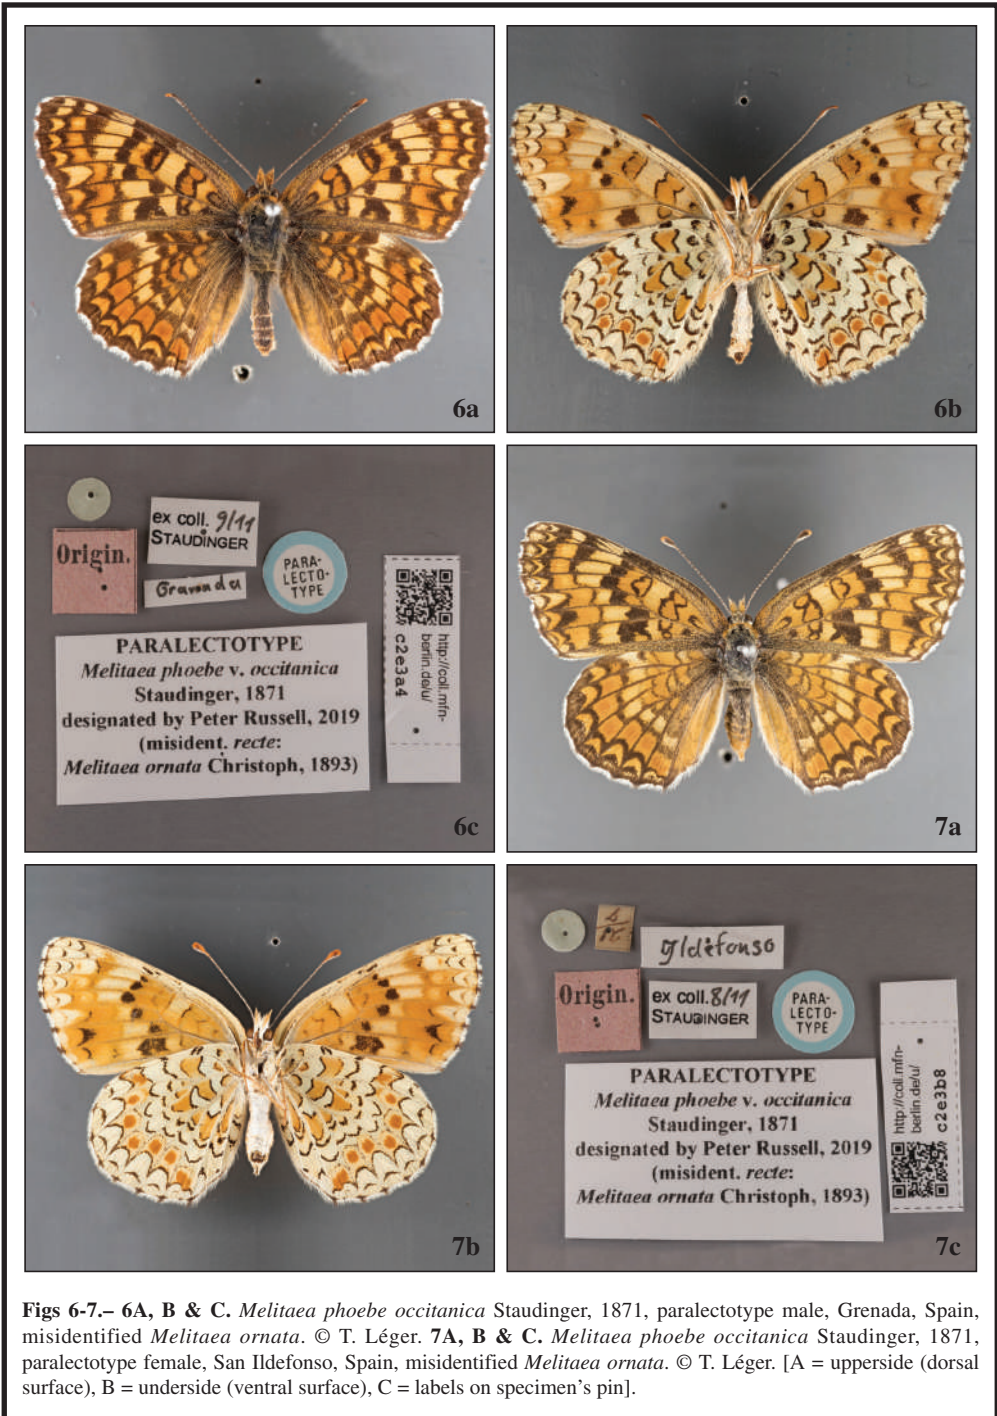 6a
6b
Origin.
ex coll. 9/11
STAUDINGER
Granada
PARA-
LECTO-
TYPE
http://coll.mfn-
berlin.de/u/
c2e3a4
PARALECTOTYPE
Melitaea phoebe v. occitanica
Staudinger, 1871
designated by Peter Russell, 2019
(misident. recte:
Melitaea ornata Christoph, 1893)
6c
7a
7b
Ildefonso
Origin.
ex coll. 8/11
STAUDINGER
PARA-
LECTO-
TYPE
http://coll.mfn-
berlin.de/u/
c2e3b8
PARALECTOTYPE
Melitaea phoebe v. occitanica
Staudinger, 1871
designated by Peter Russell, 2019
(misident. recte:
Melitaea ornata Christoph, 1893)
7c
Figs 6-7.– 6A, B & C. Melitaea phoebe occitanica Staudinger, 1871, paralectotype male, Grenada, Spain,
misidentified Melitaea ornata. © T. Léger. 7A, B & C. Melitaea phoebe occitanica Staudinger, 1871,
paralectotype female, San Ildefonso, Spain, misidentified Melitaea ornata. © T. Léger. [A = upperside (dorsal
surface), B = underside (ventral surface), C = labels on specimen's pin].